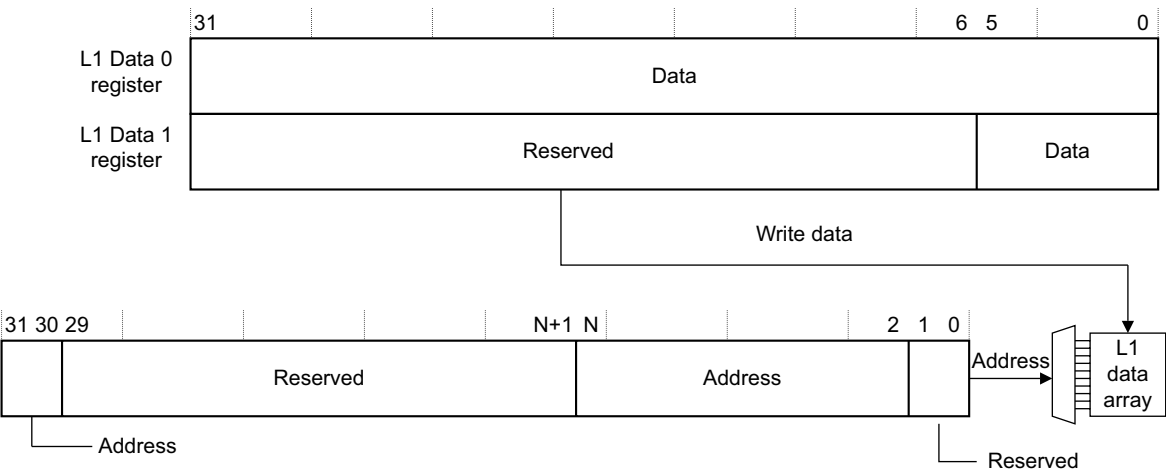 31 6 5 0
L1 Data 0
register
Data
L1 Data 1
register
Reserved
Data
Write data
31 30 29 N+1 N 2 1 0
Reserved
Address
Address
L1
data
array
Address
Reserved